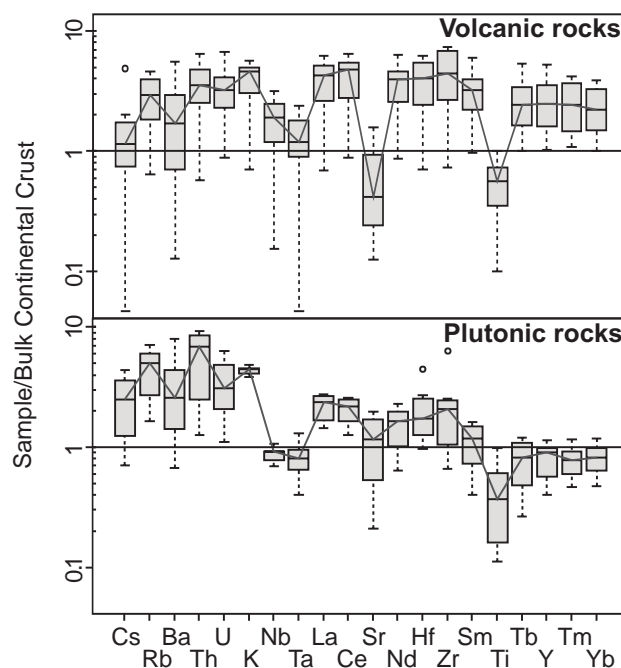 Volcanic rocks
10
1
0.1
Sample/Bulk Continental Crust
Plutonic rocks
10
1
0.1
Cs Ba U Nb La Sr Hf Sm Tb Tm
Rb Th K Ta Ce Nd Zr Ti Y Yb